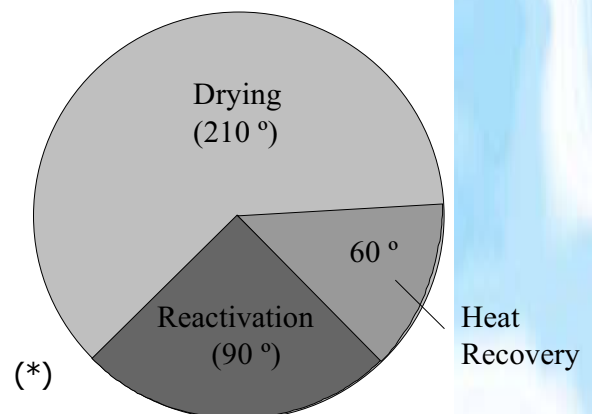 Drying
(210 º)
60 º
Reactivation
(90 º)
Heat
Recovery
(*)